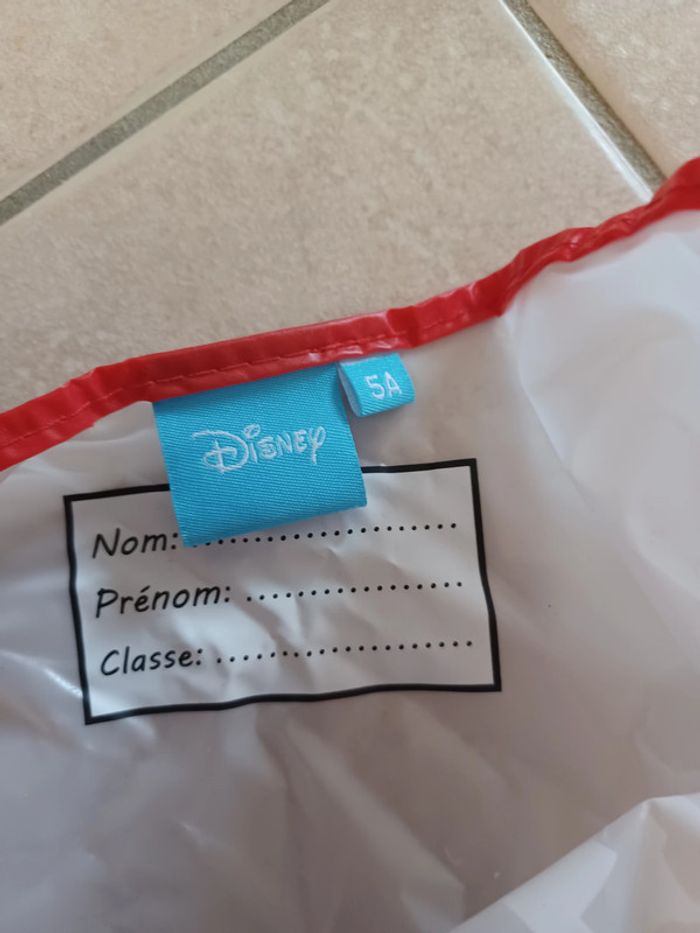 Disney
5A
Nom: ......................
Prénom: ....................
Classe: ........................